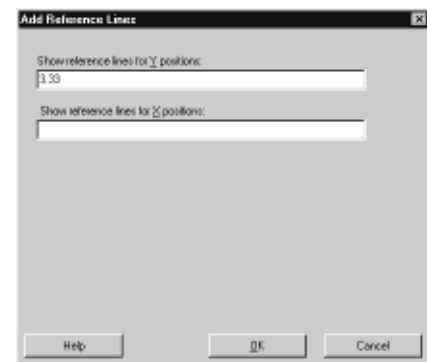 Add Reference Lines
Show reference lines for Y positions:
3.33
Show reference lines for X positions:
Help
OK
Cancel